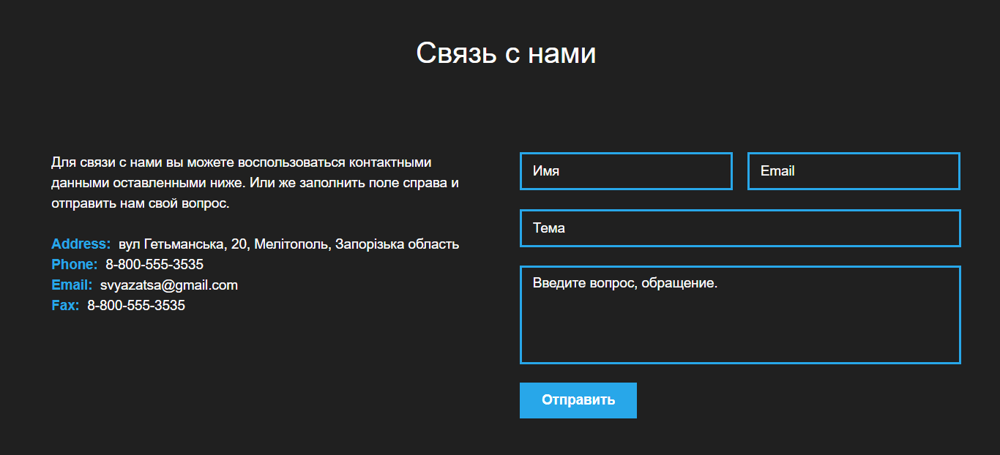 Связь с нами
Для связи с нами вы можете воспользоваться контактными
данными оставленными ниже. Или же заполнить поле справа и
отправить нам свой вопрос.
Address: вул Гетьманська, 20, Мелітополь, Запорізька область
Phone: 8-800-555-3535
Email: svyazatsa@gmail.com
Fax: 8-800-555-3535
Имя
Email
Тема
Введите вопрос, обращение.
Отправить